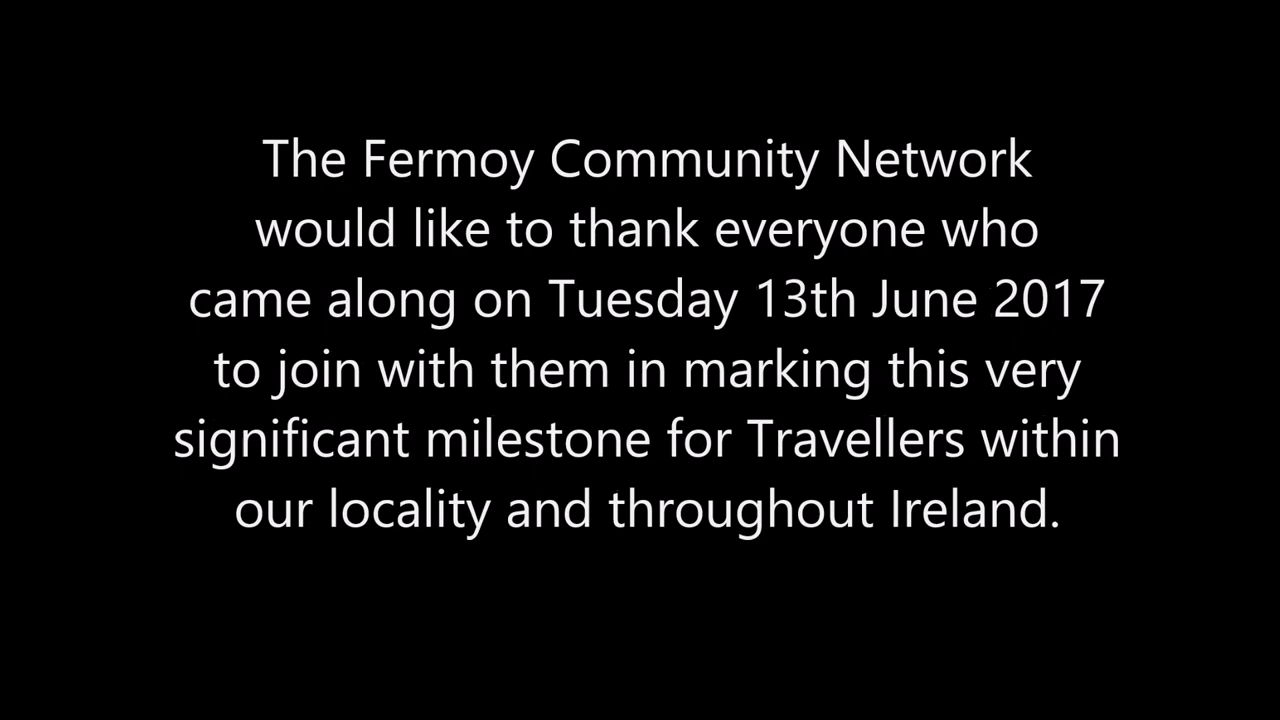 The Fermoy Community Network
would like to thank everyone who
came along on Tuesday 13th June 2017
to join with them in marking this very
significant milestone for Travellers within
our locality and throughout Ireland.